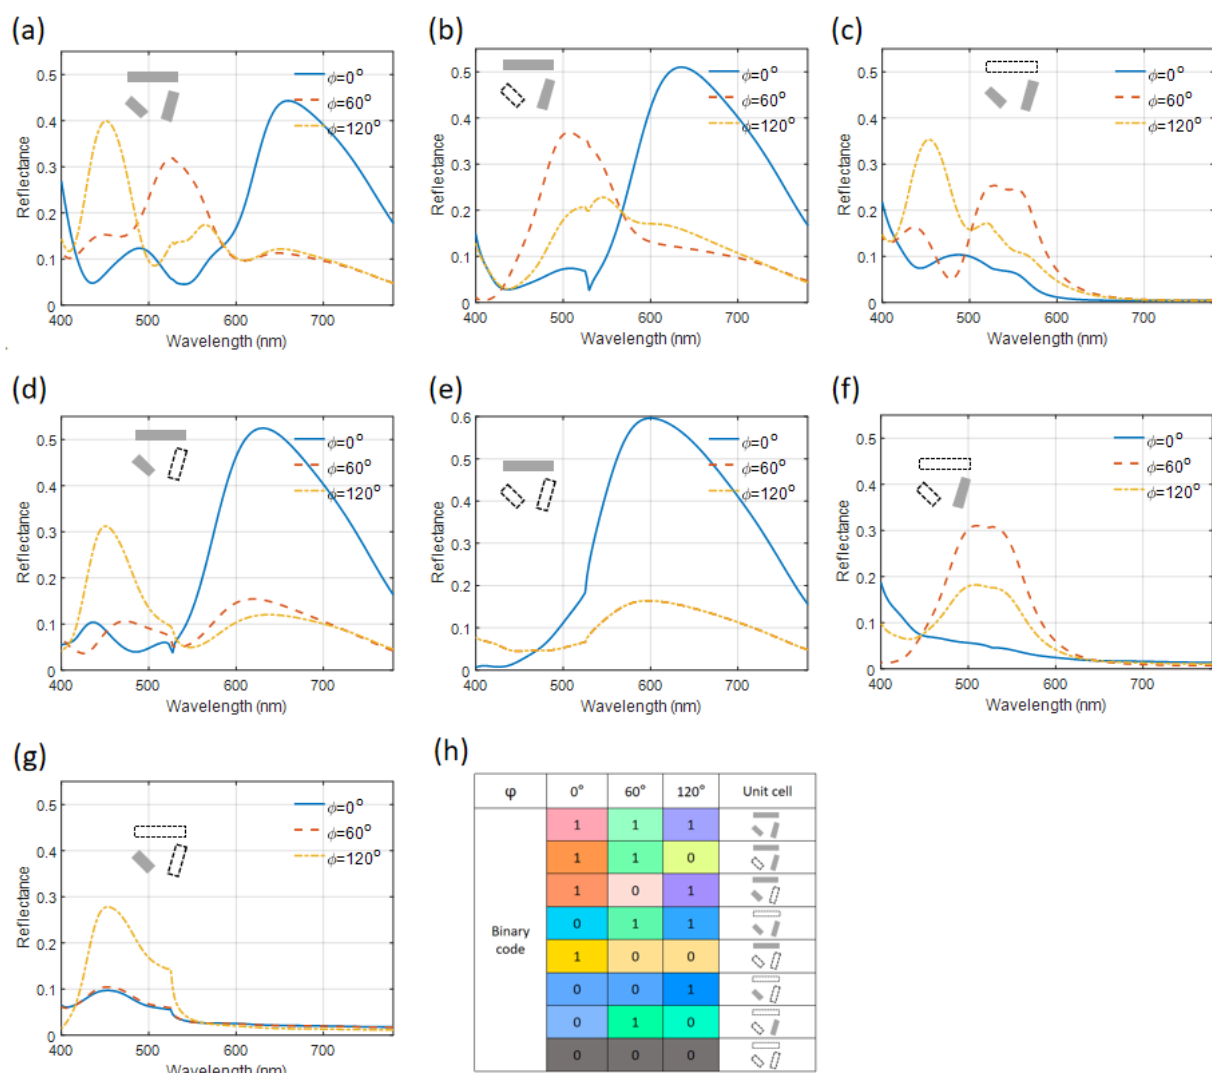 (a)
0.5
0.4
0.3
0.2
0.1
0
Reflectance
400 500 600 700
Wavelength (nm)
ϕ=0°
ϕ=60°
ϕ=120°
(b)
0.5
0.4
0.3
0.2
0.1
0
Reflectance
400 500 600 700
Wavelength (nm)
ϕ=0°
ϕ=60°
ϕ=120°
(c)
0.5
0.4
0.3
0.2
0.1
0
Reflectance
400 500 600 700
Wavelength (nm)
ϕ=0°
ϕ=60°
ϕ=120°
(d)
0.5
0.4
0.3
0.2
0.1
0
Reflectance
400 500 600 700
Wavelength (nm)
ϕ=0°
ϕ=60°
ϕ=120°
(e)
0.6
0.5
0.4
0.3
0.2
0.1
0
Reflectance
400 500 600 700
Wavelength (nm)
ϕ=0°
ϕ=60°
ϕ=120°
(f)
0.5
0.4
0.3
0.2
0.1
0
Reflectance
400 500 600 700
Wavelength (nm)
ϕ=0°
ϕ=60°
ϕ=120°
(g)
0.5
0.4
0.3
0.2
0.1
0
Reflectance
400 500 600 700
Wavelength (nm)
ϕ=0°
ϕ=60°
ϕ=120°
(h)
φ 0° 60° 120° Unit cell
Binary
code
1 1 1
1 1 0
1 0 1
0 1 1
1 0 0
0 0 1
0 1 0
0 0 0